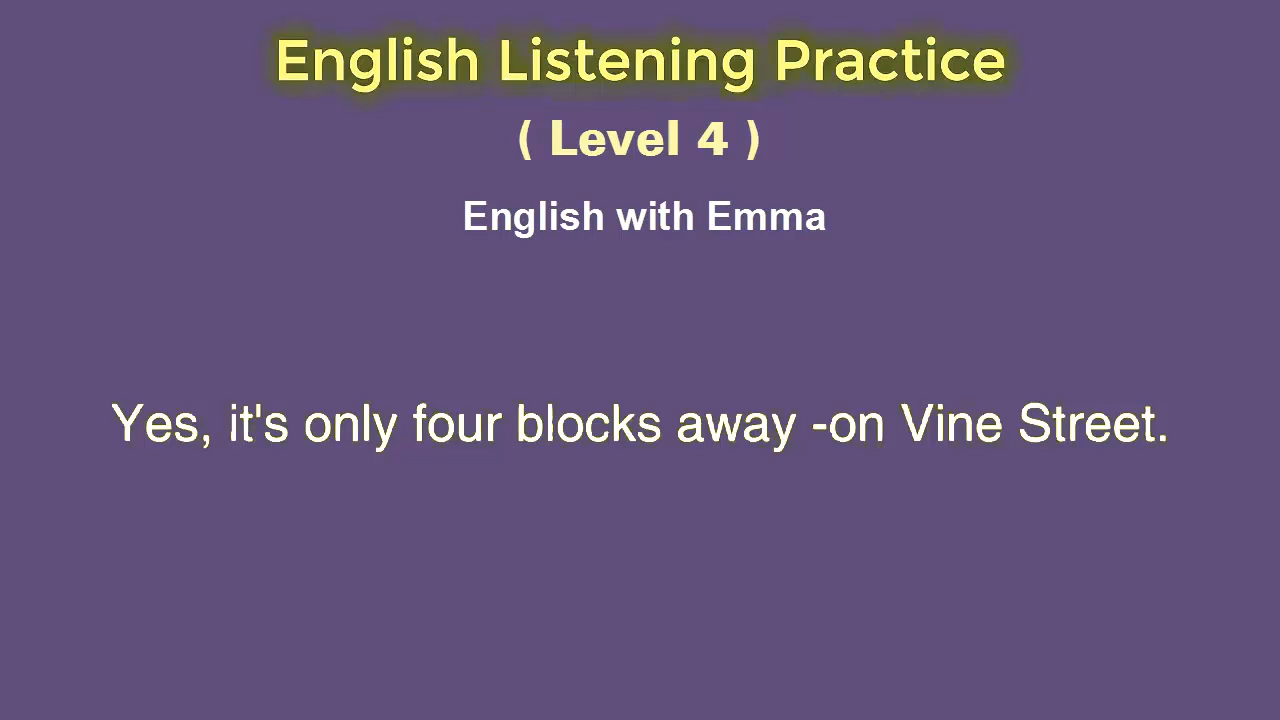 English Listening Practice
( Level 4 )
English with Emma
Yes, it's only four blocks away -on Vine Street.